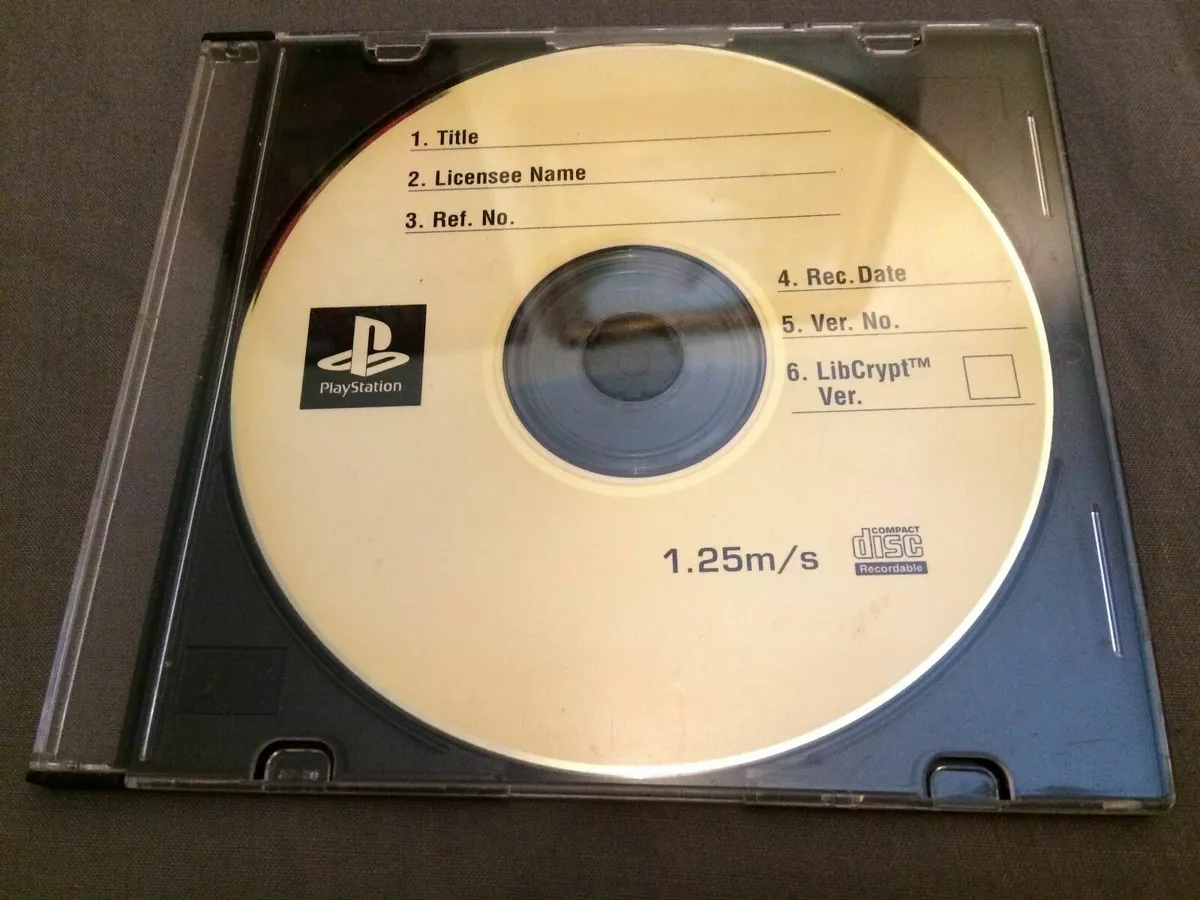 1. Title
2. Licensee Name
3. Ref. No.
4. Rec. Date
5. Ver. No.
6. LibCrypt™
Ver.
PlayStation
1.25m/s
COMPACT
disc
Recordable